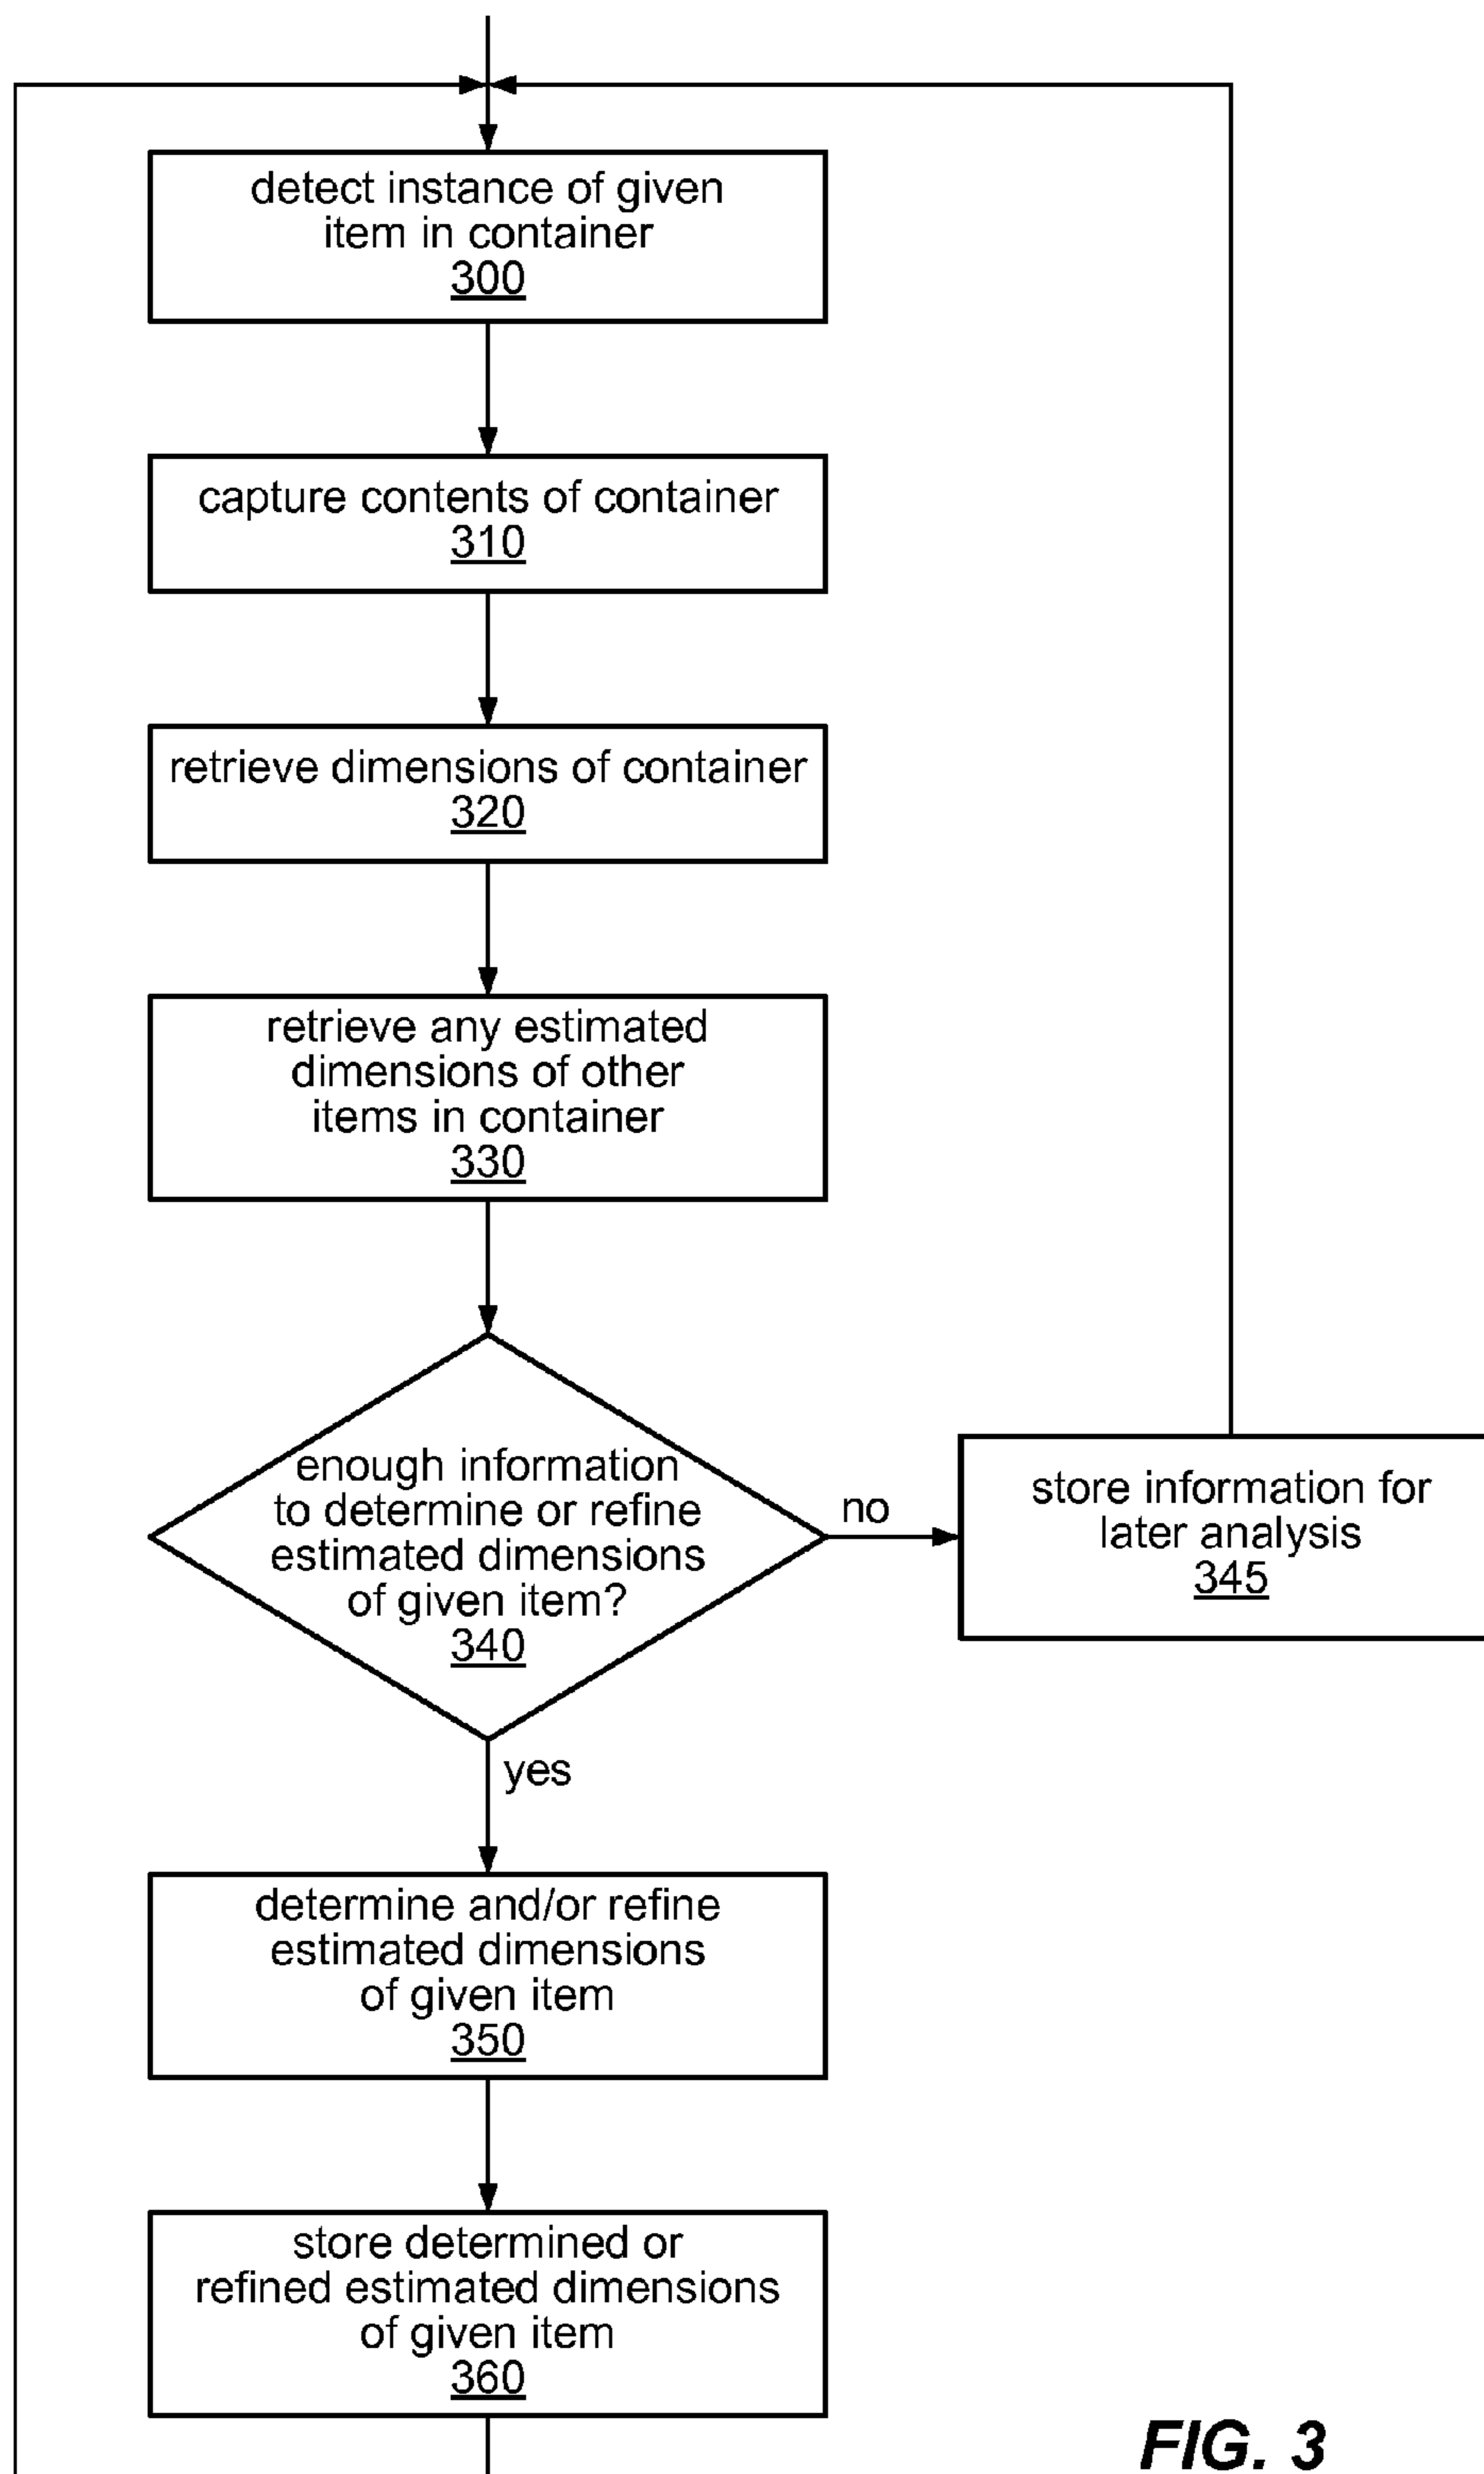 detect instance of given
item in container
300
capture contents of container
310
retrieve dimensions of container
320
retrieve any estimated
dimensions of other
items in container
330
enough information
to determine or refine
estimated dimensions
of given item?
340
no
store information for
later analysis
345
yes
determine and/or refine
estimated dimensions
of given item
350
store determined or
refined estimated dimensions
of given item
360
FIG. 3